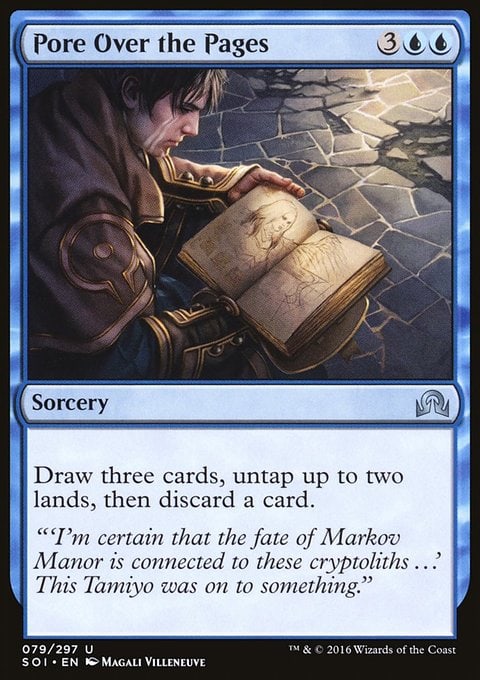 Pore Over the Pages 3
Sorcery
Draw three cards, untap up to two
lands, then discard a card.
“‘I'm certain that the fate of Markov
Manor is connected to these cryptoliths…’
This Tamiyo was on to something.”
079/297 U
SOI • EN Magali Villeneuve
™ & © 2016 Wizards of the Coast